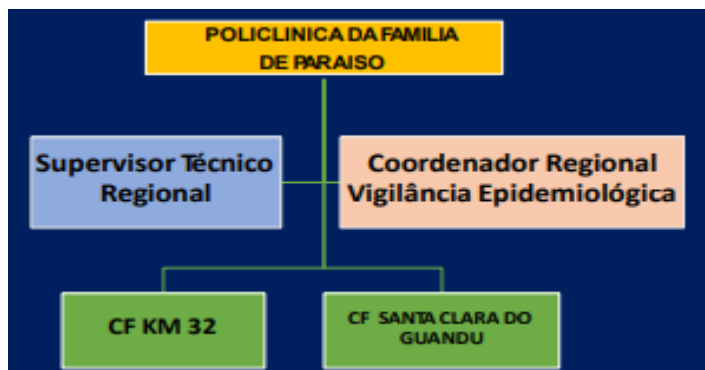 POLICLINICA DA FAMILIA
DE PARAISO
Supervisor Técnico
Regional
Coordenador Regional
Vigilância Epidemiológica
CF KM 32
CF SANTA CLARA DO
GUANDU